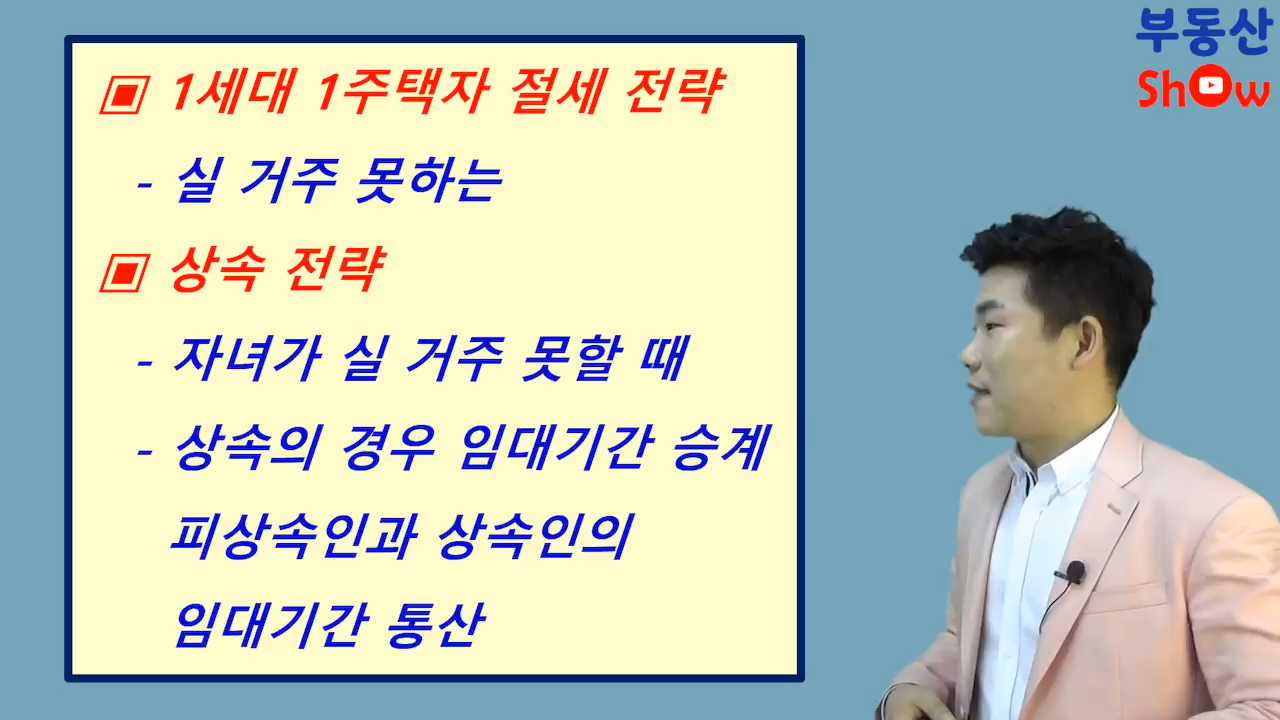 ▣ 1세대 1주택자 절세 전략
- 실 거주 못하는
▣ 상속 전략
- 자녀가 실 거주 못할 때
- 상속의 경우 임대기간 승계
피상속인과 상속인의
임대기간 통산
부동산
Show